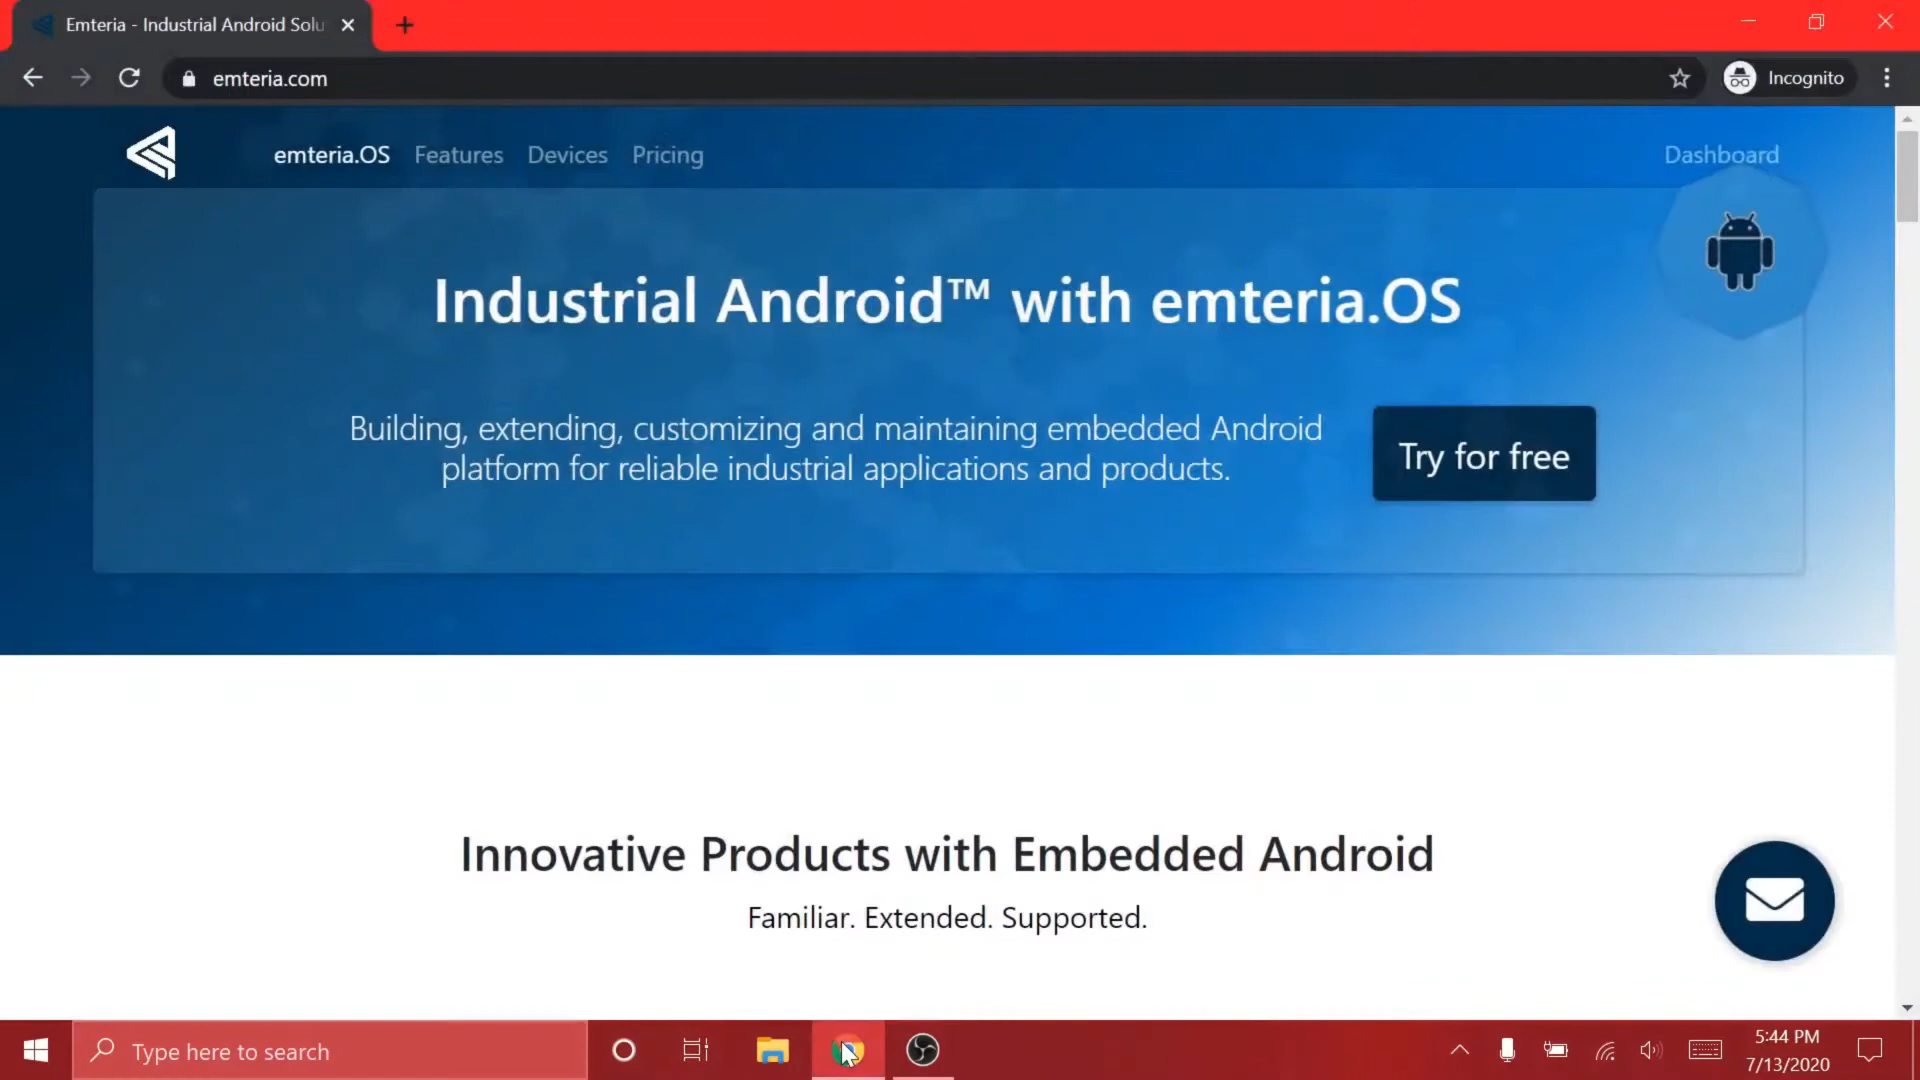 Emteria - Industrial Android Solu
emteria.com
Incognito
emteria.OS Features Devices Pricing Dashboard
Industrial Android™ with emteria.OS
Building, extending, customizing and maintaining embedded Android
platform for reliable industrial applications and products.
Try for free
Innovative Products with Embedded Android
Familiar. Extended. Supported.
Type here to search
5:44 PM
7/13/2020